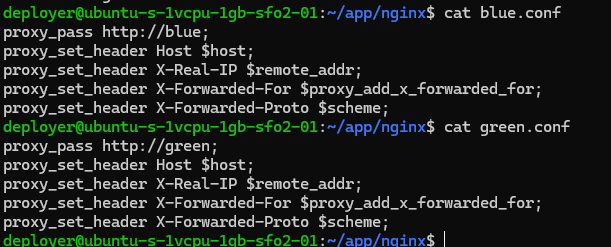 deployer@ubuntu-s-1vcpu-1gb-sfo2-01:~/app/nginx$ cat blue.conf
proxy_pass http://blue;
proxy_set_header Host $host;
proxy_set_header X-Real-IP $remote_addr;
proxy_set_header X-Forwarded-For $proxy_add_x_forwarded_for;
proxy_set_header X-Forwarded-Proto $scheme;
deployer@ubuntu-s-1vcpu-1gb-sfo2-01:~/app/nginx$ cat green.conf
proxy_pass http://green;
proxy_set_header Host $host;
proxy_set_header X-Real-IP $remote_addr;
proxy_set_header X-Forwarded-For $proxy_add_x_forwarded_for;
proxy_set_header X-Forwarded-Proto $scheme;
deployer@ubuntu-s-1vcpu-1gb-sfo2-01:~/app/nginx$